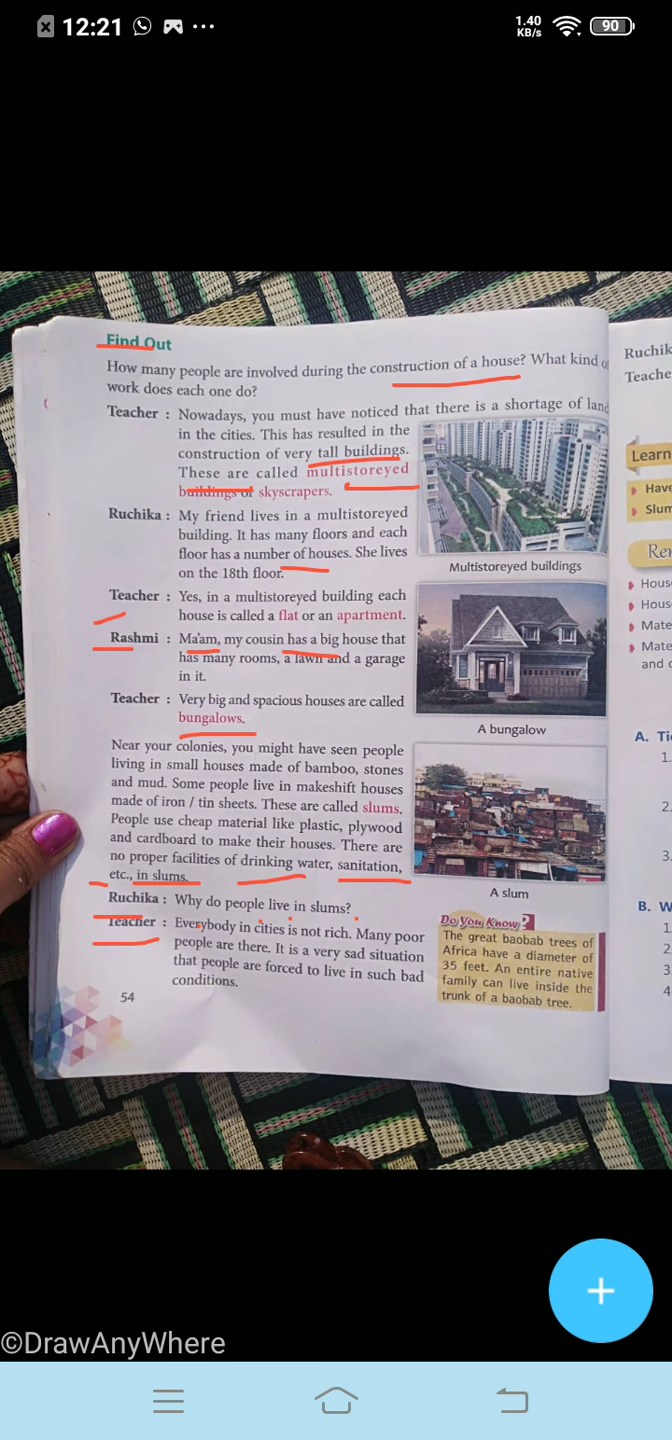 12:21
1.40
KB/s
90
Find Out
How many people are involved during the construction of a house? What kind of
work does each one do?
Teacher : Nowadays, you must have noticed that there is a shortage of land
in the cities. This has resulted in the
construction of very tall buildings.
These are called multistoreyed
buildings or skyscrapers.
Ruchika : My friend lives in a multistoreyed
building. It has many floors and each
floor has a number of houses. She lives
on the 18th floor.
Teacher : Yes, in a multistoreyed building each
house is called a flat or an apartment.
Rashmi : Ma'am, my cousin has a big house that
has many rooms, a lawn and a garage
in it.
Teacher : Very big and spacious houses are called
bungalows.
Near your colonies, you might have seen people
living in small houses made of bamboo, stones
and mud. Some people live in makeshift houses
made of iron / tin sheets. These are called slums.
People use cheap material like plastic, plywood
and cardboard to make their houses. There are
no proper facilities of drinking water, sanitation,
etc., in slums.
Ruchika : Why do people live in slums?
Teacher : Everybody in cities is not rich. Many poor
people are there. It is a very sad situation
that people are forced to live in such bad
conditions.
54
Multistoreyed buildings
A bungalow
A slum
Do You Know?
The great baobab trees of
Africa have a diameter of
35 feet. An entire native
family can live inside the
trunk of a baobab tree.
Ruchik
Teache
Learn
Have
Slum
Rer
Hous
Hous
Mate
Mate
and c
A. Ti
1.
2.
3.
B. W
1.
2.
3.
4
©DrawAnyWhere